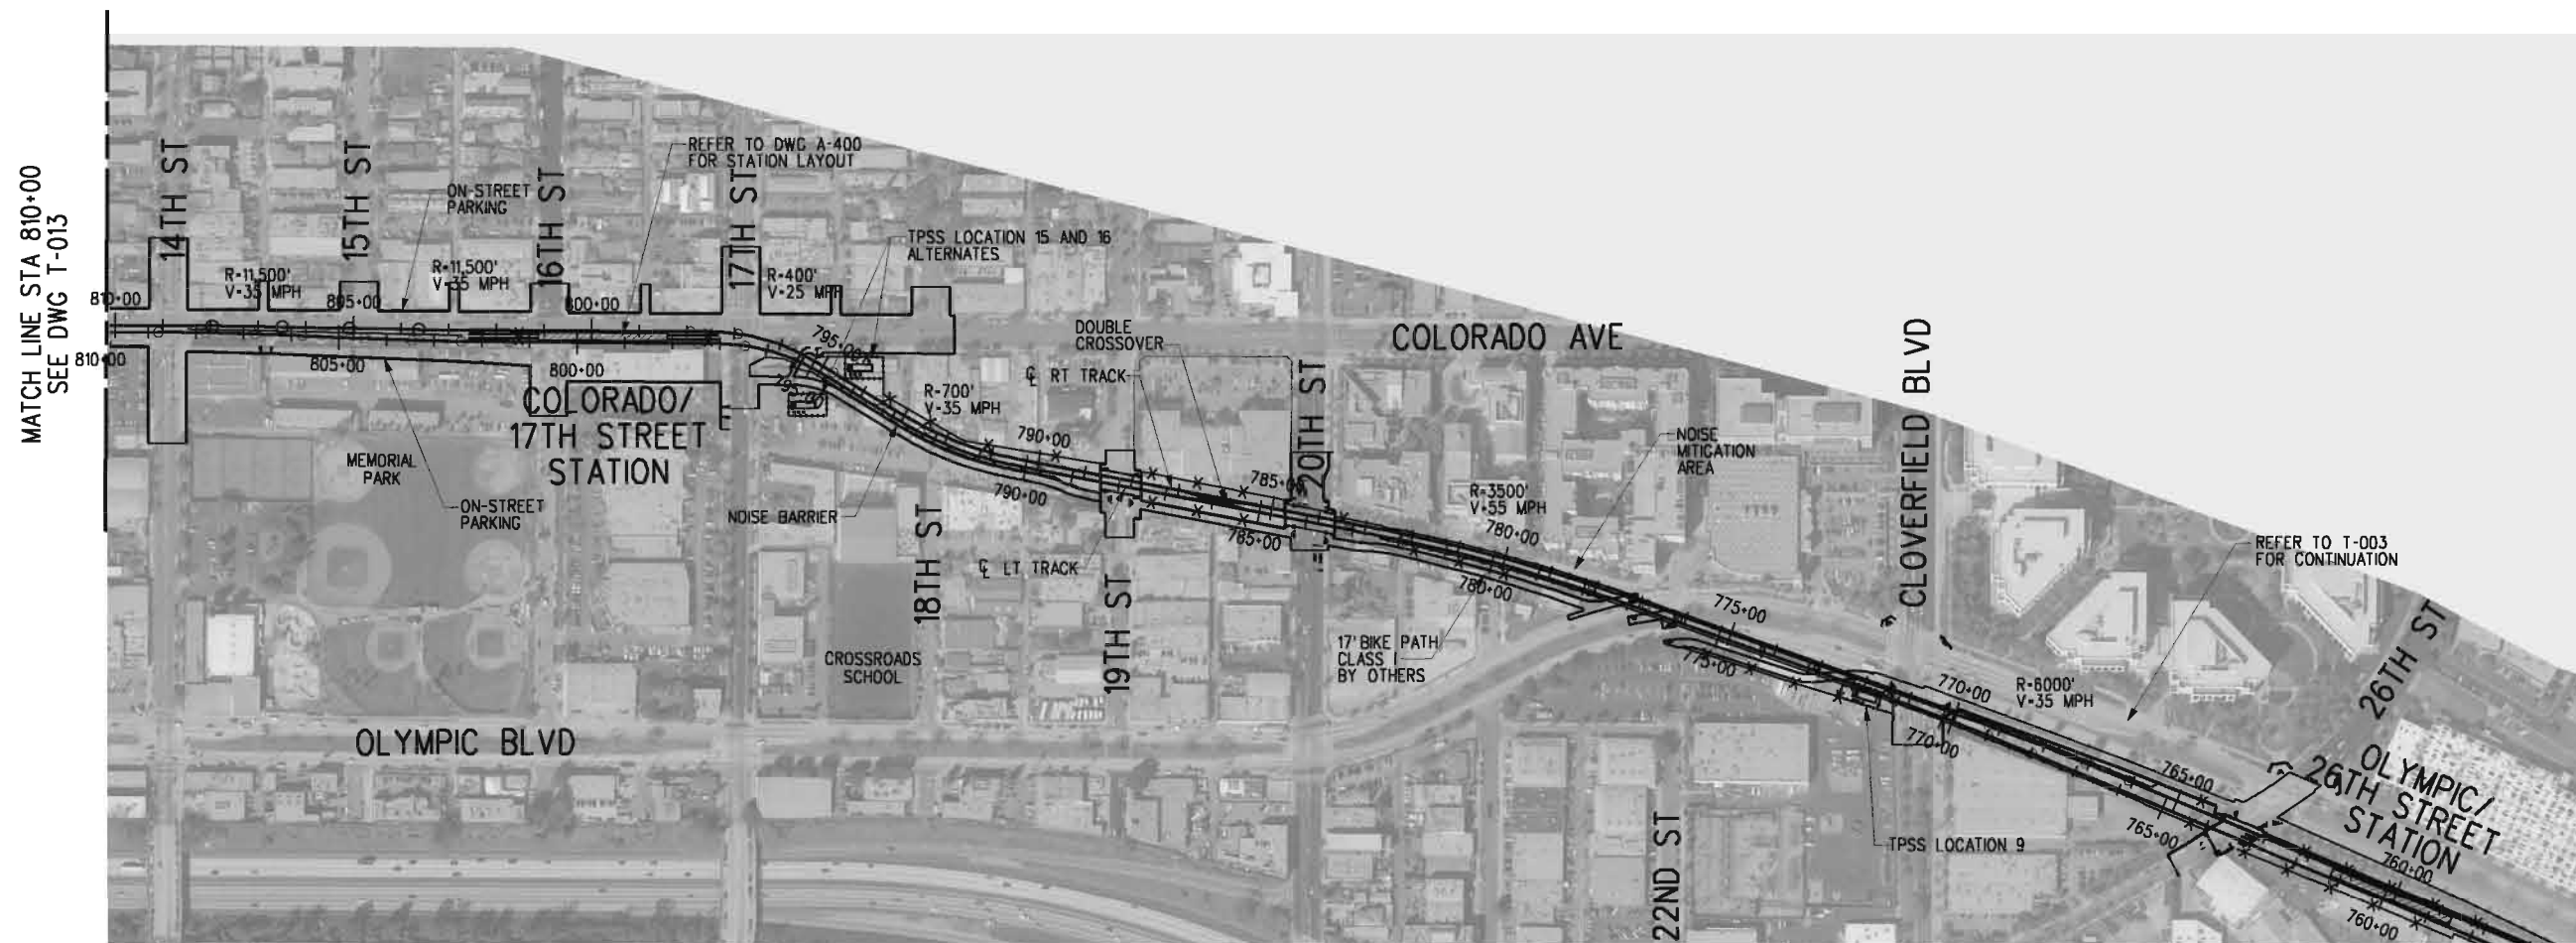 MATCH LINE STA 810+00
SEE DWG T-013
14TH ST
15TH ST
16TH ST
17TH ST
REFER TO DWG A-400
FOR STATION LAYOUT
ON-STREET
PARKING
TPSS LOCATION 15 AND 16
ALTERNATES
R=11,500'
V=35 MPH
R=11,500'
V=35 MPH
R=400'
V=25 MPH
810+00
805+00
800+00
795+00
810+00
805+00
800+00
795+00
COLORADO/
17TH STREET
STATION
MEMORIAL
PARK
ON-STREET
PARKING
NOISE BARRIER
R=700'
V=35 MPH
DOUBLE
CROSSOVER
℄ RT TRACK
℄ LT TRACK
790+00
790+00
785+00
785+00
18TH ST
19TH ST
20TH ST
CROSSROADS
SCHOOL
OLYMPIC BLVD
COLORADO AVE
R=3500'
V=55 MPH
780+00
780+00
NOISE
MITIGATION
AREA
17' BIKE PATH
CLASS I
BY OTHERS
775+00
775+00
CLOVERFIELD BLVD
22ND ST
TPSS LOCATION 9
770+00
770+00
R=6000'
V=35 MPH
REFER TO T-003
FOR CONTINUATION
26TH ST
765+00
765+00
OLYMPIC/
26TH STREET
STATION
760+00
760+00